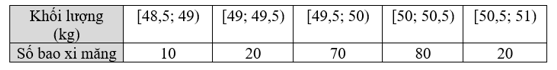 Khối lượng (kg) [48,5; 49) [49; 49,5) [49,5; 50) [50; 50,5) [50,5; 51)
Số bao xi măng 10 20 70 80 20